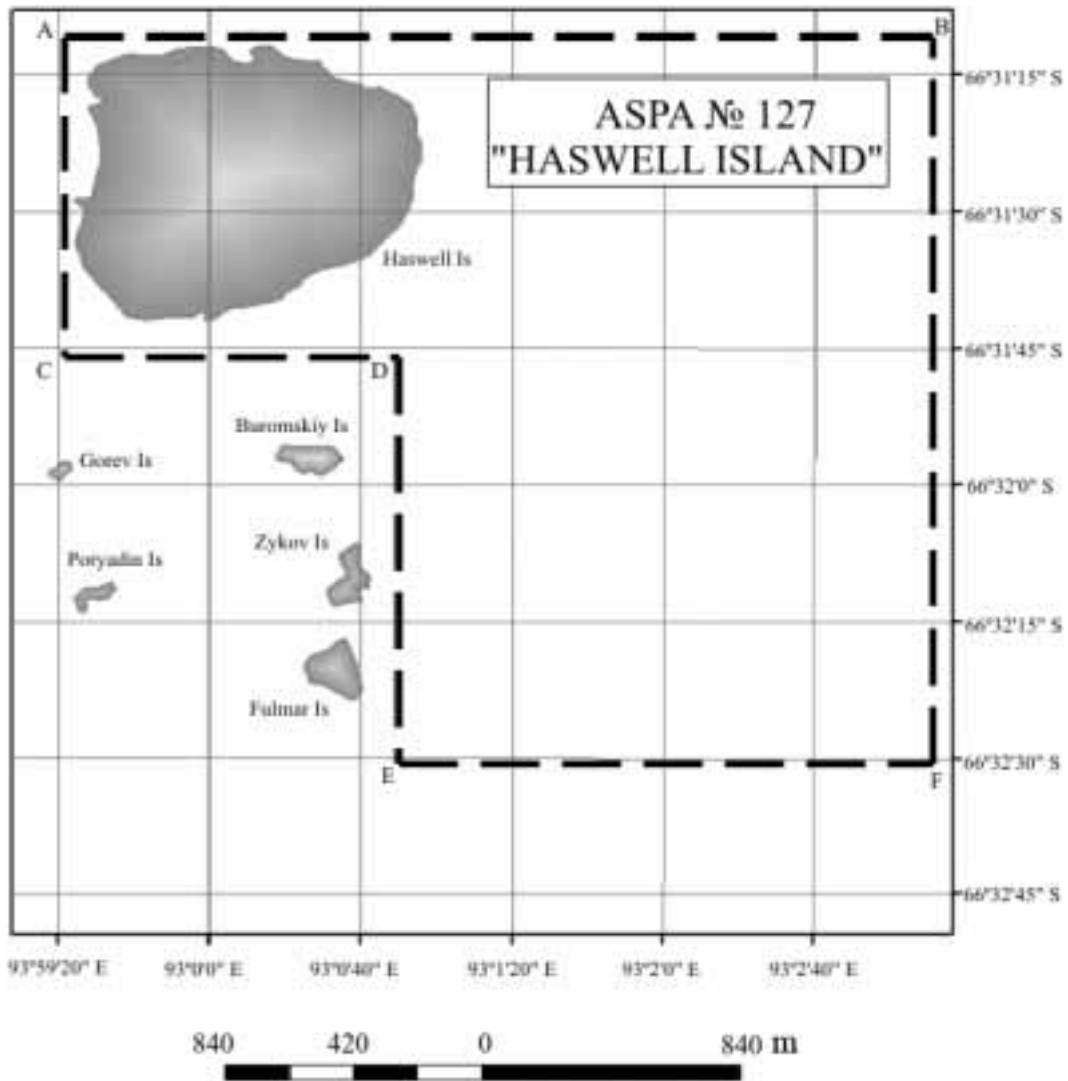 A
B
66°31'15" S
ASPA № 127
"HASWELL ISLAND"
66°31'30" S
Haswell Is
66°31'45" S
C
D
Buromskiy Is
Gorev Is
66°32'0" S
Zykov Is
Poryadin Is
66°32'15" S
Fulmar Is
66°32'30" S
E
F
66°32'45" S
93°59'20" E 93°0'0" E 93°0'40" E 93°1'20" E 93°2'0" E 93°2'40" E
840 420 0 840 m